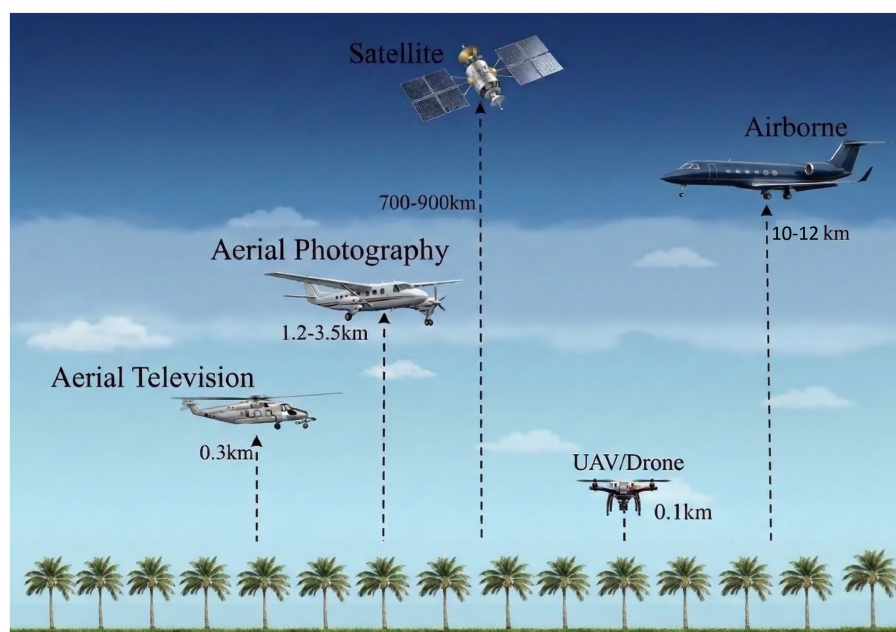 Satellite
Airborne
700-900km
10-12 km
Aerial Photography
1.2-3.5km
Aerial Television
0.3km
UAV/Drone
0.1km